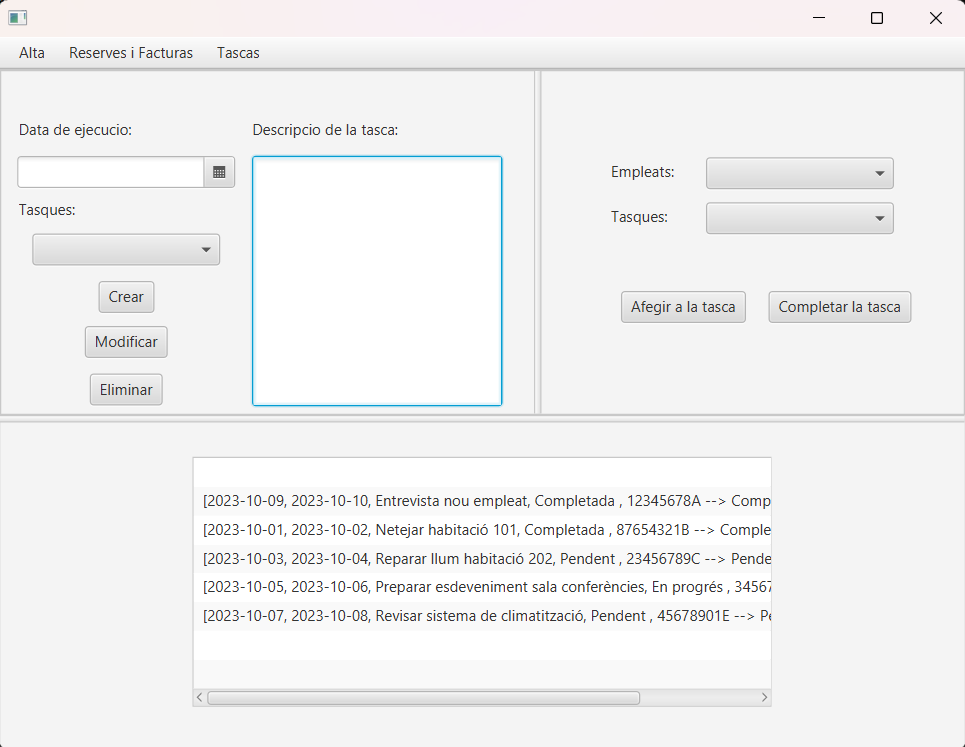 Alta Reserves i Facturas Tascas
Data de ejecucio:
Tasques:
Crear
Modificar
Eliminar
Descripcio de la tasca:
Empleats:
Tasques:
Afegir a la tasca Completar la tasca
[2023-10-09, 2023-10-10, Entrevista nou empleat, Completada , 12345678A --> Comp
[2023-10-01, 2023-10-02, Netejar habitació 101, Completada , 87654321B --> Comple
[2023-10-03, 2023-10-04, Reparar llum habitació 202, Pendent , 23456789C --> Pende
[2023-10-05, 2023-10-06, Preparar esdeveniment sala conferències, En progrés , 34567
[2023-10-07, 2023-10-08, Revisar sistema de climatització, Pendent , 45678901E --> Pe